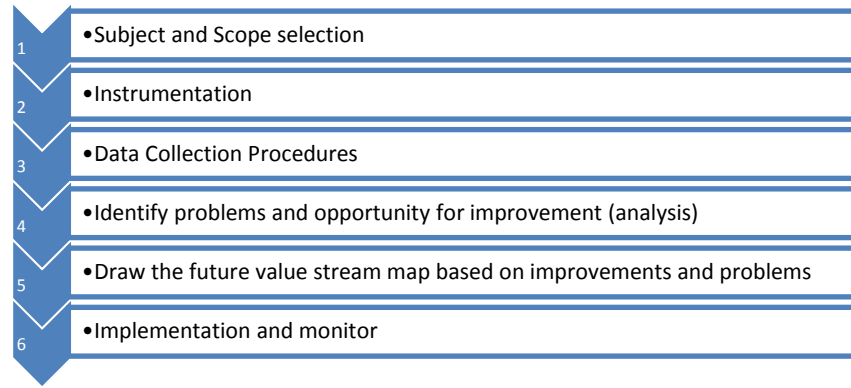 1 •Subject and Scope selection
2 •Instrumentation
3 •Data Collection Procedures
4 •Identify problems and opportunity for improvement (analysis)
5 •Draw the future value stream map based on improvements and problems
6 •Implementation and monitor